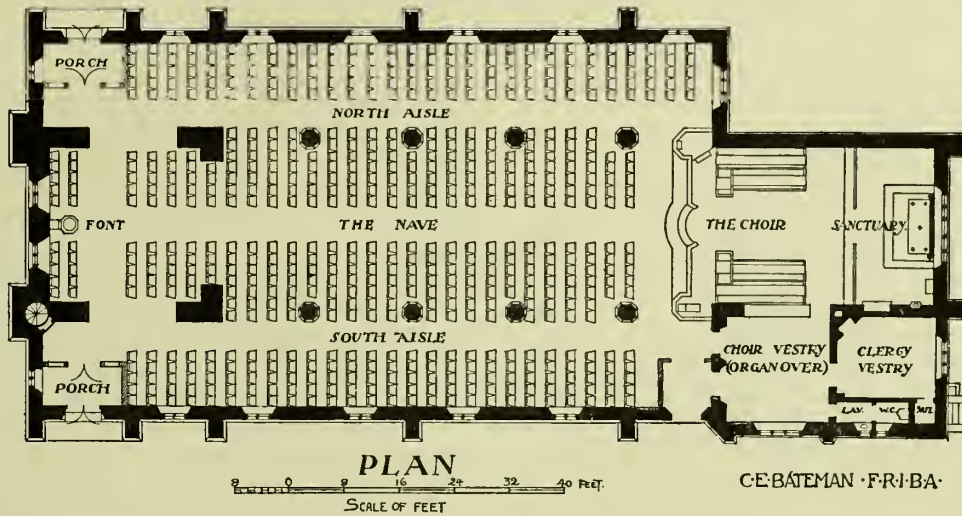 PORCH
NORTH AISLE
FONT
THE NAVE
THE CHOIR
SANCTUARY
SOUTH AISLE
PORCH
CHOIR VESTRY
(ORGAN OVER)
CLERGY
VESTRY
LAV.
W.C.
PLAN
8 0 8 16 24 32 40 FEET.
SCALE OF FEET
C·E·BATEMAN·F·R·I·B·A·